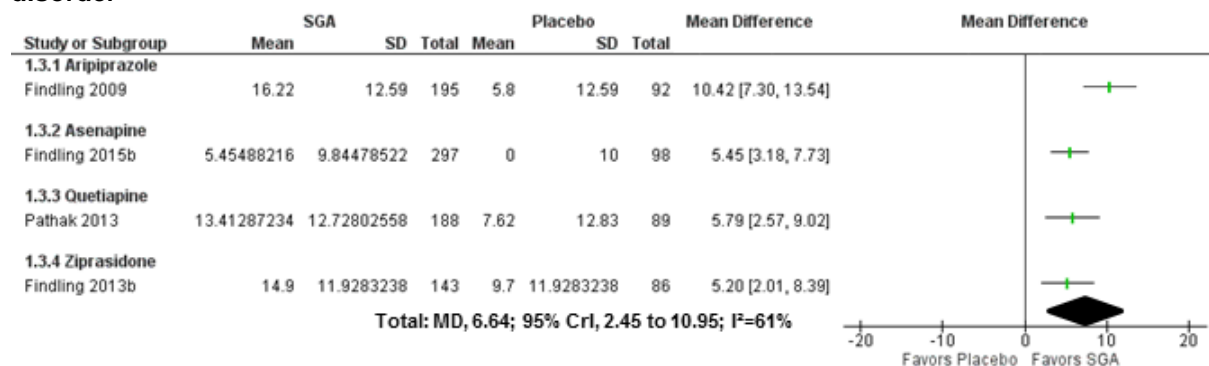 SGA Placebo Mean Difference Mean Difference
Study or Subgroup Mean SD Total Mean SD Total
1.3.1 Aripiprazole
Findling 2009 16.22 12.59 195 5.8 12.59 92 10.42 [7.30, 13.54]
1.3.2 Asenapine
Findling 2015b 5.45488216 9.84478522 297 0 10 98 5.45 [3.18, 7.73]
1.3.3 Quetiapine
Pathak 2013 13.41287234 12.72802558 188 7.62 12.83 89 5.79 [2.57, 9.02]
1.3.4 Ziprasidone
Findling 2013b 14.9 11.9283238 143 9.7 11.9283238 86 5.20 [2.01, 8.39]
Total: MD, 6.64; 95% CrI, 2.45 to 10.95; I²=61%
-20 -10 0 10 20
Favors Placebo Favors SGA